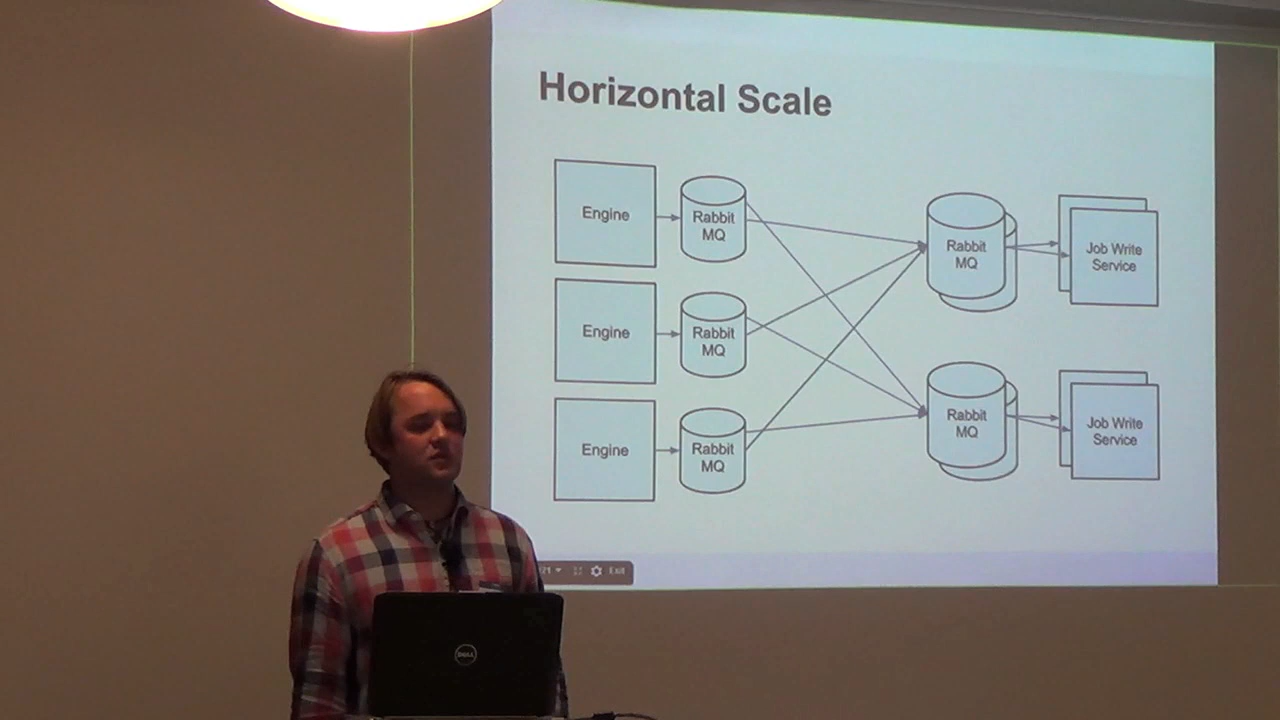 Horizontal Scale
Engine
Rabbit
MQ
Rabbit
MQ
Job Write
Service
Engine
Rabbit
MQ
Engine
Rabbit
MQ
Rabbit
MQ
Job Write
Service
Exit
DELL